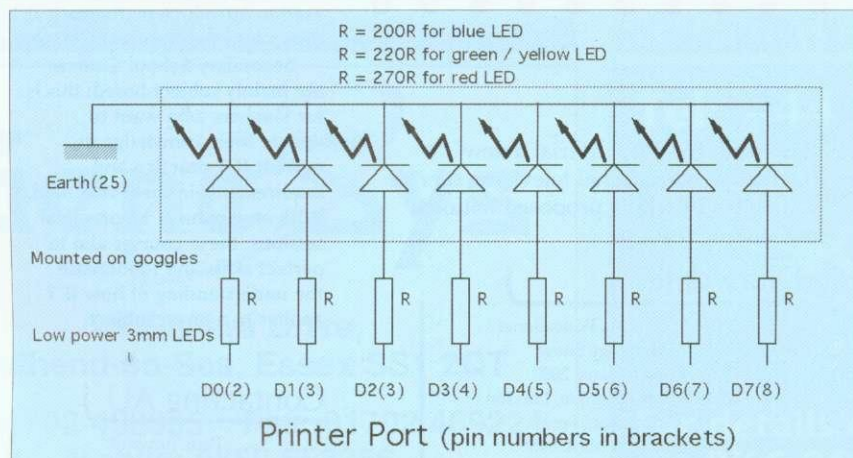 R = 200R for blue LED
R = 220R for green / yellow LED
R = 270R for red LED
Earth(25)
Mounted on goggles
R R R R R R R R
Low power 3mm LEDs
D0(2) D1(3) D2(3) D3(4) D4(5) D5(6) D6(7) D7(8)
Printer Port (pin numbers in brackets)